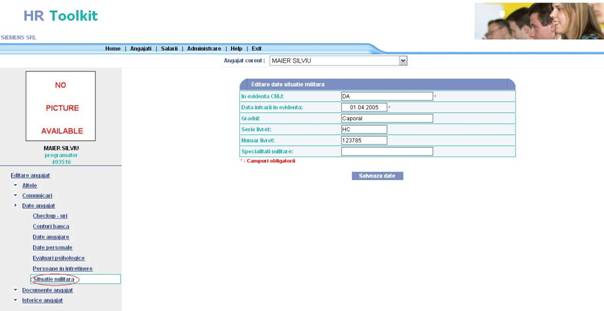 HR Toolkit
SIEMENS SRL
Home | Angajati | Salarii | Administrare | Help | Exit
Angajat curent : MAIER SILVIU
NO
PICTURE
AVAILABLE
MAIER SILVIU
programator
493516
Editare angajat
Altele
Comunicari
Date angajat
Checkup - uri
Conturi banca
Date angajare
Date personale
Evaluari psihologice
Persoane in intretinere
Situatie militara
Documente angajat
Istorice angajat
Editare date situatie militara
In evidenta CMJ: DA *
Data intrarii in evidenta: 01.04.2005 *
Gradul: Caporal
Serie livret: HC
Numar livret: 123785
Specialitati militare:
* - Campuri obligatorii
Salveaza date